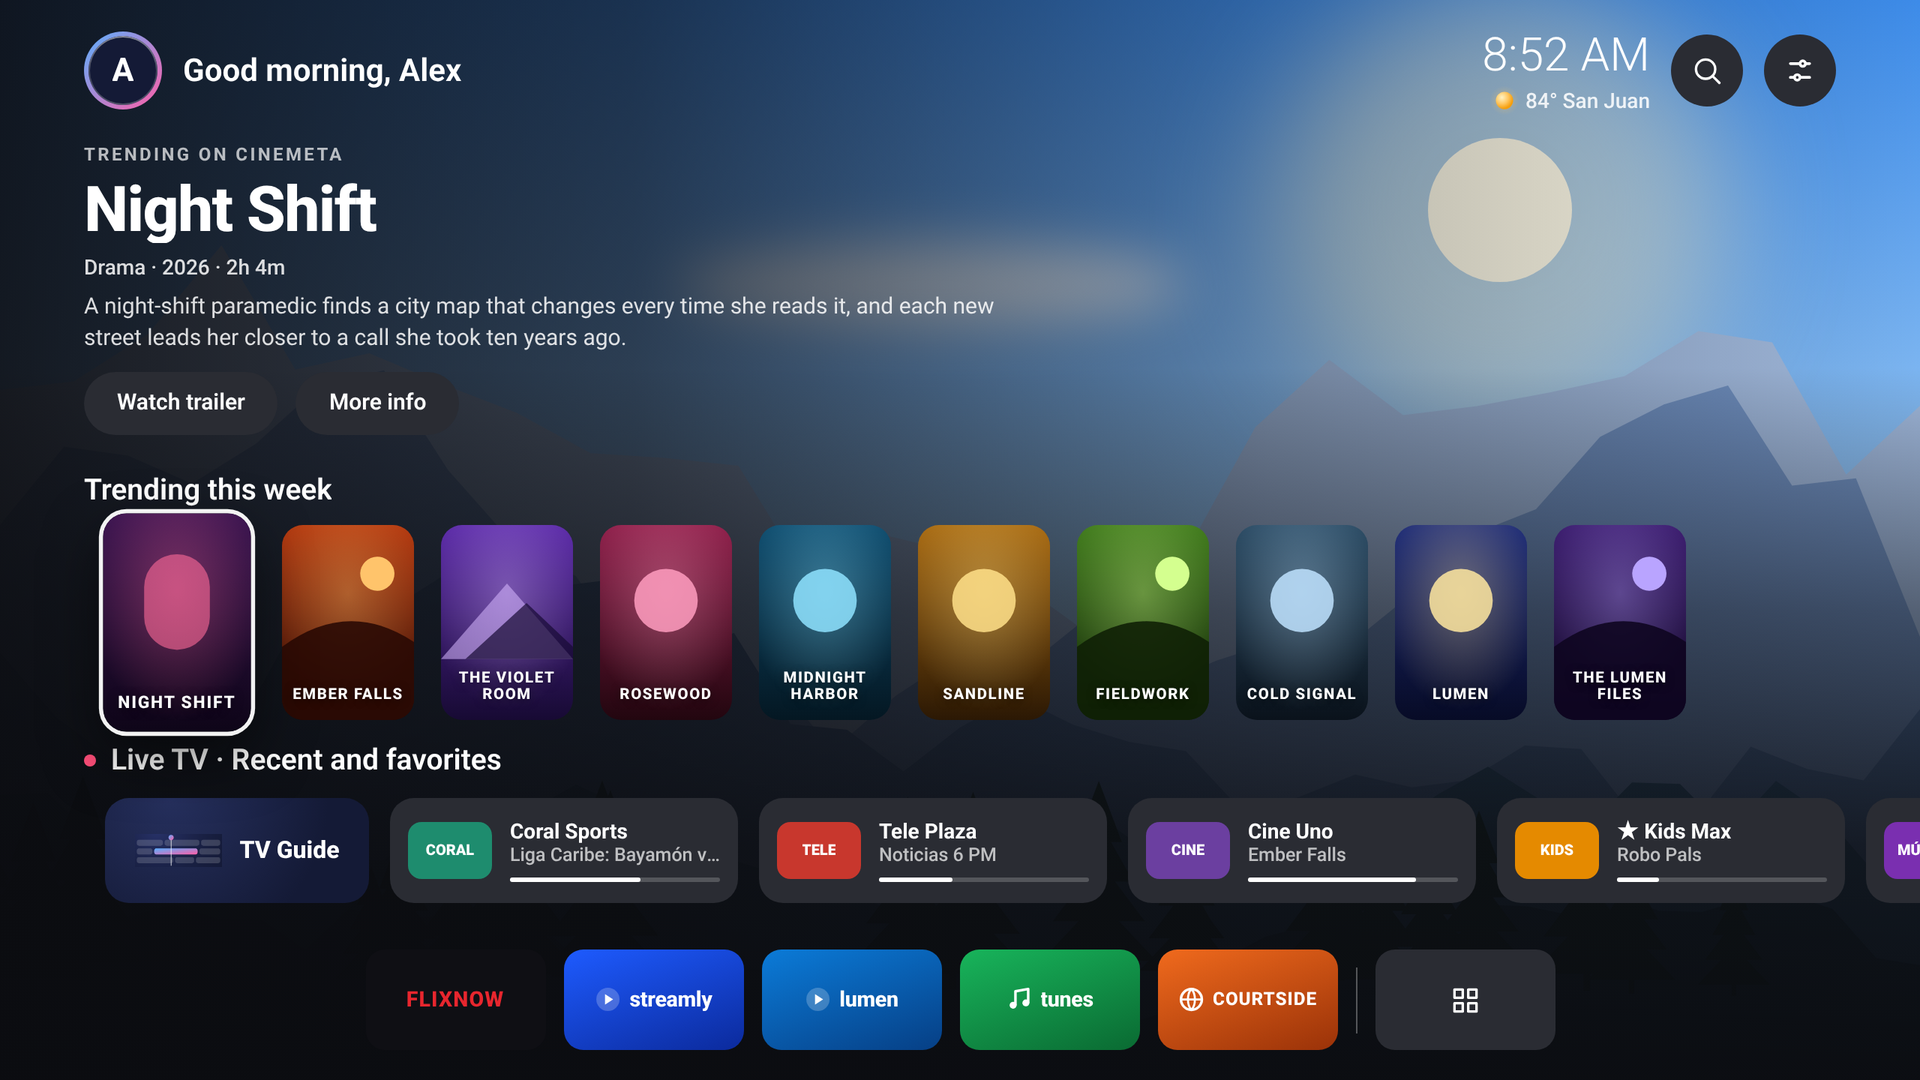 A
Good morning, Alex
8:52 AM
84° San Juan
TRENDING ON CINEMETA
Night Shift
Drama · 2026 · 2h 4m
A night-shift paramedic finds a city map that changes every time she reads it, and each new
street leads her closer to a call she took ten years ago.
Watch trailer
More info
Trending this week
NIGHT SHIFT
EMBER FALLS
THE VIOLET
ROOM
ROSEWOOD
MIDNIGHT
HARBOR
SANDLINE
FIELDWORK
COLD SIGNAL
LUMEN
THE LUMEN
FILES
Live TV · Recent and favorites
TV Guide
CORAL
Coral Sports
Liga Caribe: Bayamón v…
TELE
Tele Plaza
Noticias 6 PM
CINE
Cine Uno
Ember Falls
KIDS
★ Kids Max
Robo Pals
MÚ
FLIXNOW
streamly
lumen
tunes
COURTSIDE